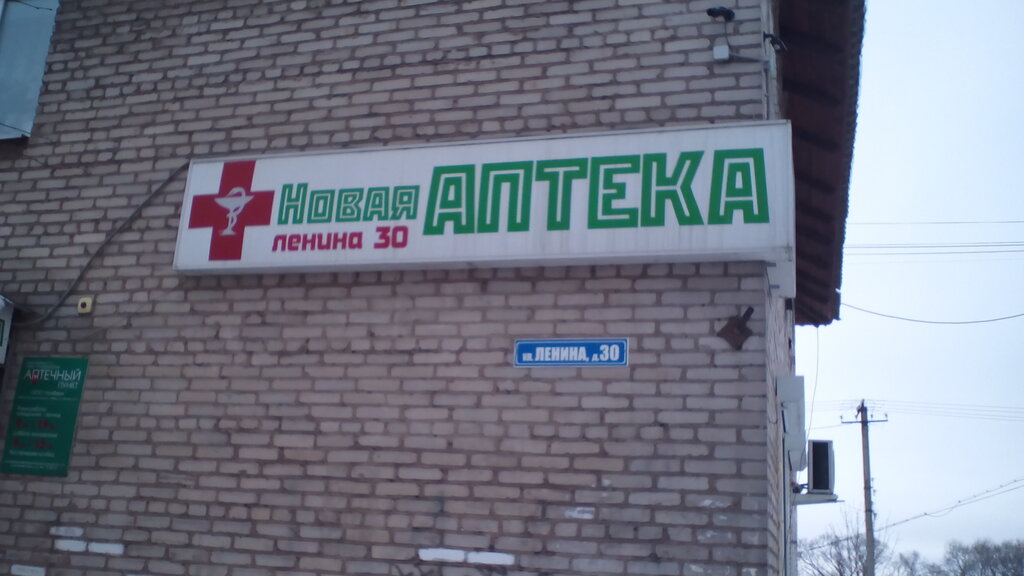 Новая АПТЕКА
ленина 30
ул. ЛЕНИНА, д.30
АПТЕЧНЫЙ
ПУНКТ